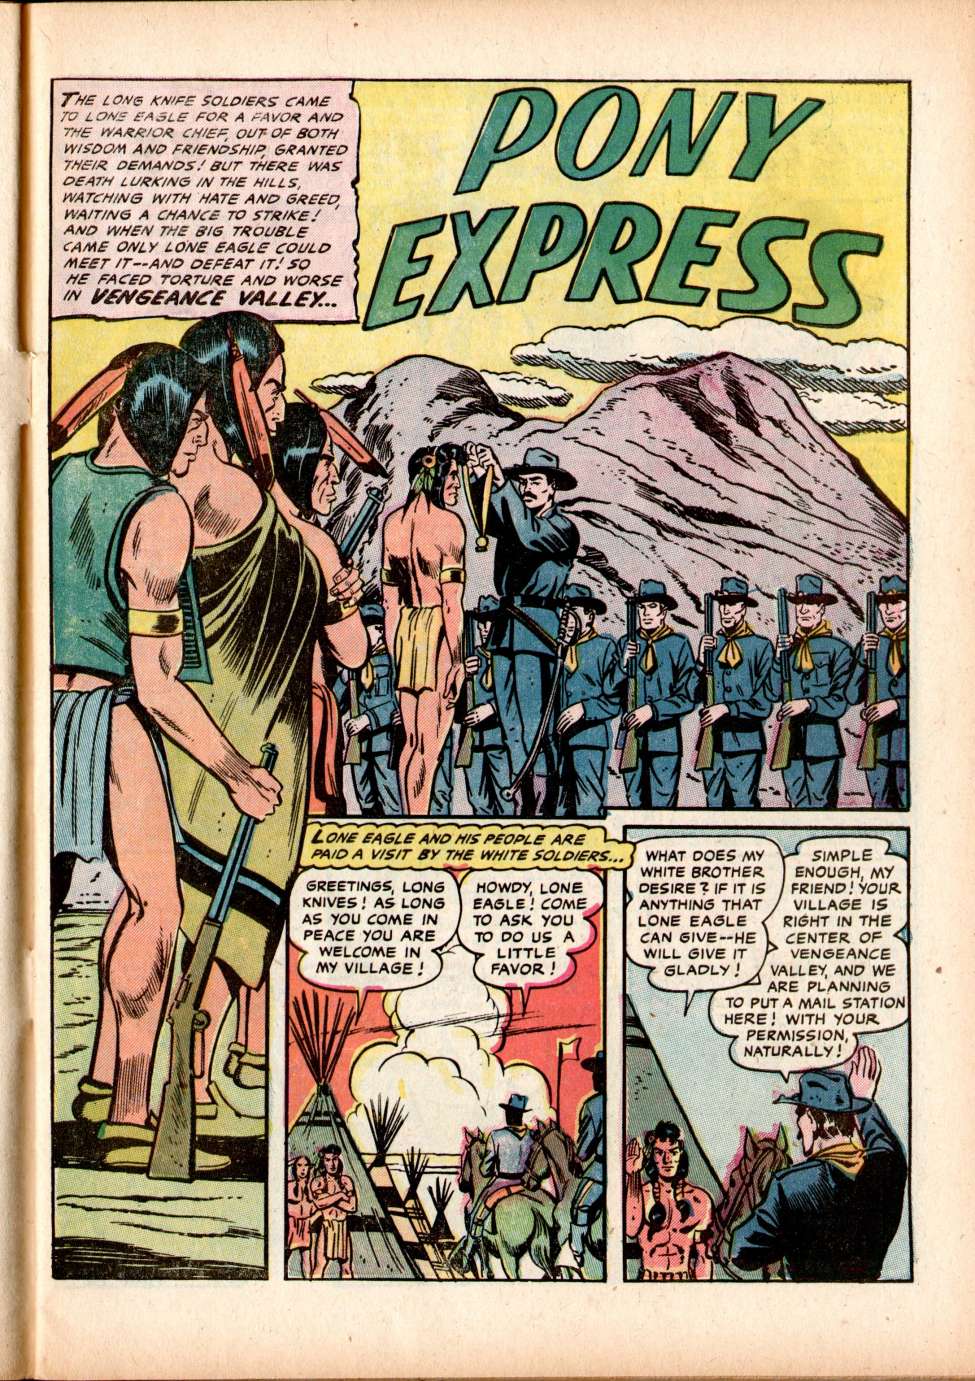 THE LONG KNIFE SOLDIERS CAME
TO LONE EAGLE FOR A FAVOR AND
THE WARRIOR CHIEF, OUT OF BOTH
WISDOM AND FRIENDSHIP, GRANTED
THEIR DEMANDS! BUT THERE WAS
DEATH LURKING IN THE HILLS,
WATCHING WITH HATE AND GREED,
WAITING A CHANCE TO STRIKE!
AND WHEN THE BIG TROUBLE
CAME ONLY LONE EAGLE COULD
MEET IT--AND DEFEAT IT! SO
HE FACED TORTURE AND WORSE
IN VENGEANCE VALLEY...
PONY
EXPRESS
LONE EAGLE AND HIS PEOPLE ARE
PAID A VISIT BY THE WHITE SOLDIERS...
GREETINGS, LONG
KNIVES! AS LONG
AS YOU COME IN
PEACE YOU ARE
WELCOME IN
MY VILLAGE!
HOWDY, LONE
EAGLE! COME
TO ASK YOU
TO DO US A
LITTLE
FAVOR!
WHAT DOES MY
WHITE BROTHER
DESIRE? IF IT IS
ANYTHING THAT
LONE EAGLE
CAN GIVE--HE
WILL GIVE IT
GLADLY!
SIMPLE
ENOUGH, MY
FRIEND! YOUR
VILLAGE IS
RIGHT IN THE
CENTER OF
VENGEANCE
VALLEY, AND WE
ARE PLANNING
TO PUT A MAIL STATION
HERE! WITH YOUR
PERMISSION,
NATURALLY!